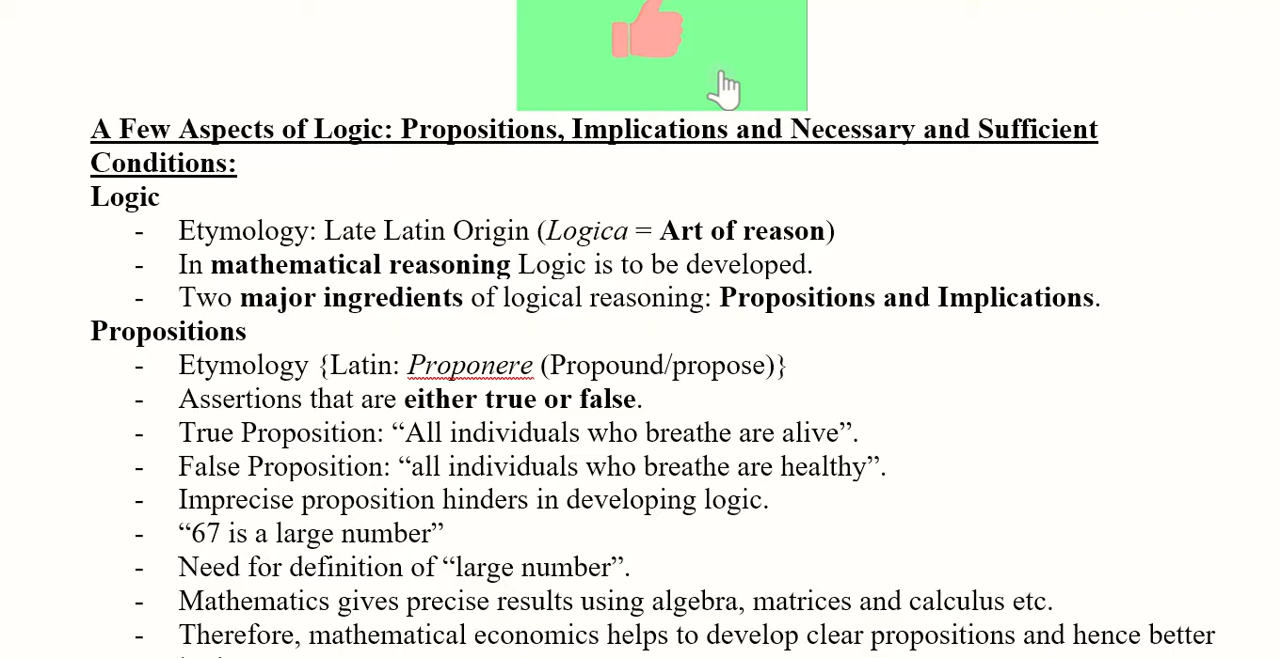 A Few Aspects of Logic: Propositions, Implications and Necessary and Sufficient
Conditions:
Logic
- Etymology: Late Latin Origin (Logica = Art of reason)
- In mathematical reasoning Logic is to be developed.
- Two major ingredients of logical reasoning: Propositions and Implications.
Propositions
- Etymology {Latin: Proponere (Propound/propose)}
- Assertions that are either true or false.
- True Proposition: “All individuals who breathe are alive”.
- False Proposition: “all individuals who breathe are healthy”.
- Imprecise proposition hinders in developing logic.
- “67 is a large number”
- Need for definition of “large number”.
- Mathematics gives precise results using algebra, matrices and calculus etc.
- Therefore, mathematical economics helps to develop clear propositions and hence better